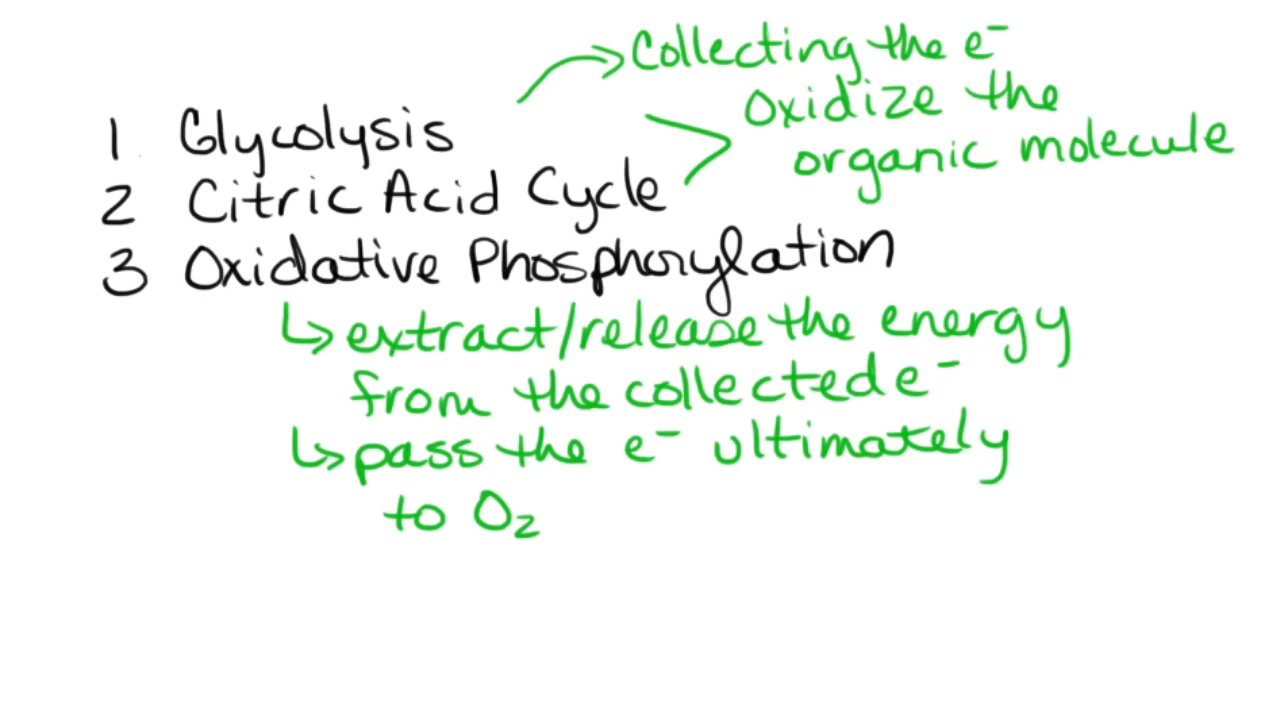 Collecting the e⁻
Oxidize the
organic molecule
1 Glycolysis
2 Citric Acid Cycle
3 Oxidative Phosphorylation
↳ extract/release the energy
from the collected e⁻
↳ pass the e⁻ ultimately
to O₂